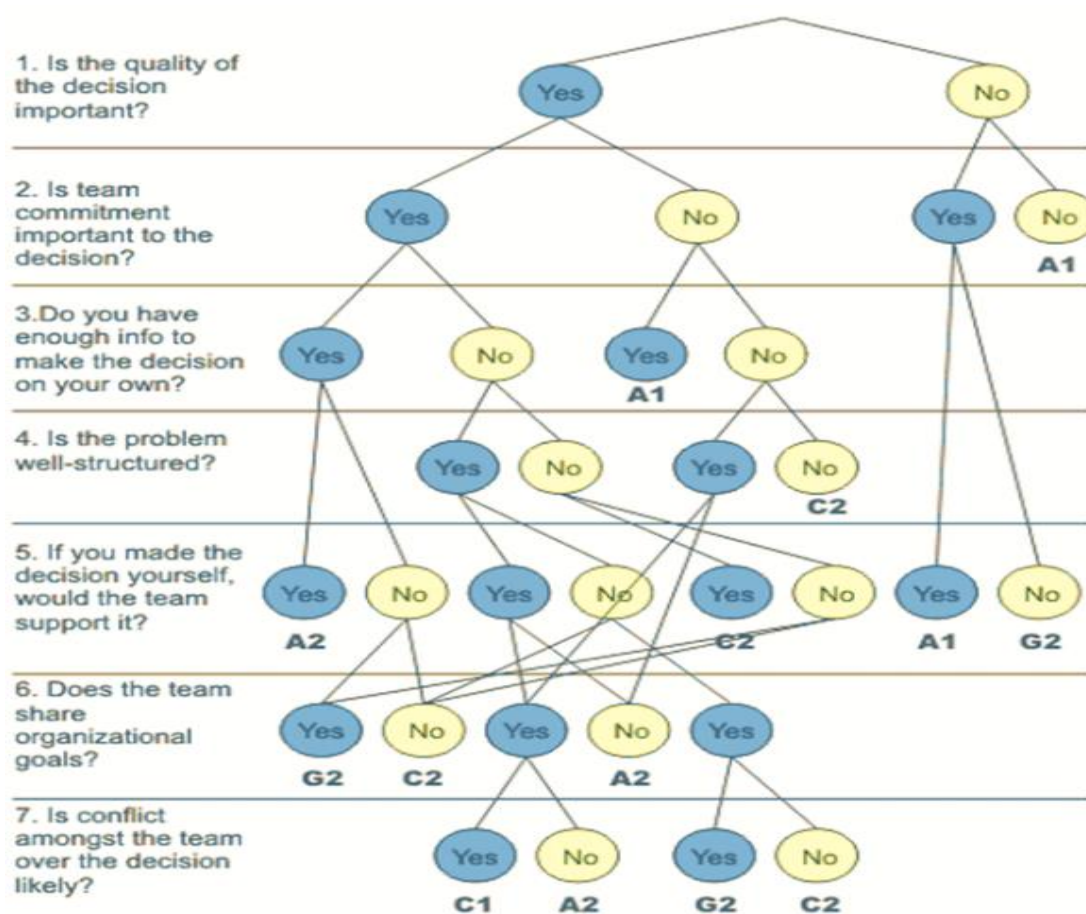 1. Is the quality of
the decision
important?
Yes
No
2. Is team
commitment
important to the
decision?
Yes
No
Yes
No
A1
3.Do you have
enough info to
make the decision
on your own?
Yes
No
Yes
No
A1
4. Is the problem
well-structured?
Yes
No
Yes
No
C2
5. If you made the
decision yourself,
would the team
support it?
Yes
No
Yes
No
Yes
No
Yes
No
A2
C2
A1
G2
6. Does the team
share
organizational
goals?
Yes
No
Yes
No
Yes
G2
C2
A2
7. Is conflict
amongst the team
over the decision
likely?
Yes
No
Yes
No
C1
A2
G2
C2